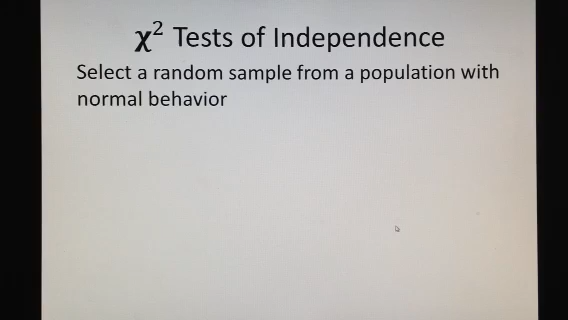 χ² Tests of Independence
Select a random sample from a population with
normal behavior